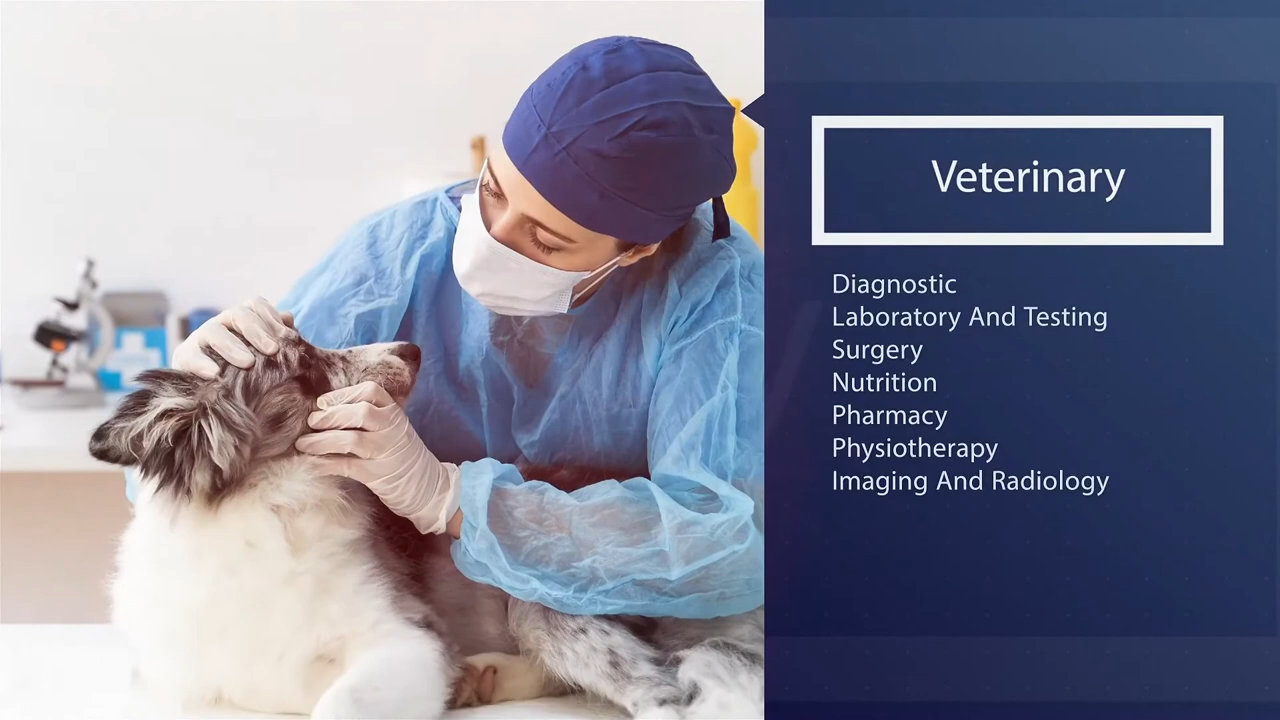 Veterinary
Diagnostic
Laboratory And Testing
Surgery
Nutrition
Pharmacy
Physiotherapy
Imaging And Radiology